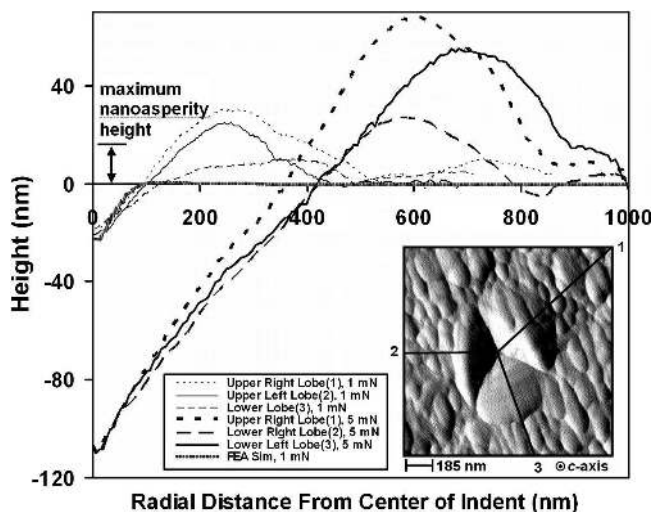 40
0
-40
-80
-120
Height (nm)
maximum
nanoasperity
height
0 200 400 600 800 1000
Radial Distance From Center of Indent (nm)
Upper Right Lobe(1), 1 mN
Upper Left Lobe(2), 1 mN
Lower Lobe(3), 1 mN
Upper Right Lobe(1), 5 mN
Lower Right Lobe(2), 5 mN
Lower Left Lobe(3), 5 mN
FEA Sim, 1 mN
1
2
3
185 nm
c-axis